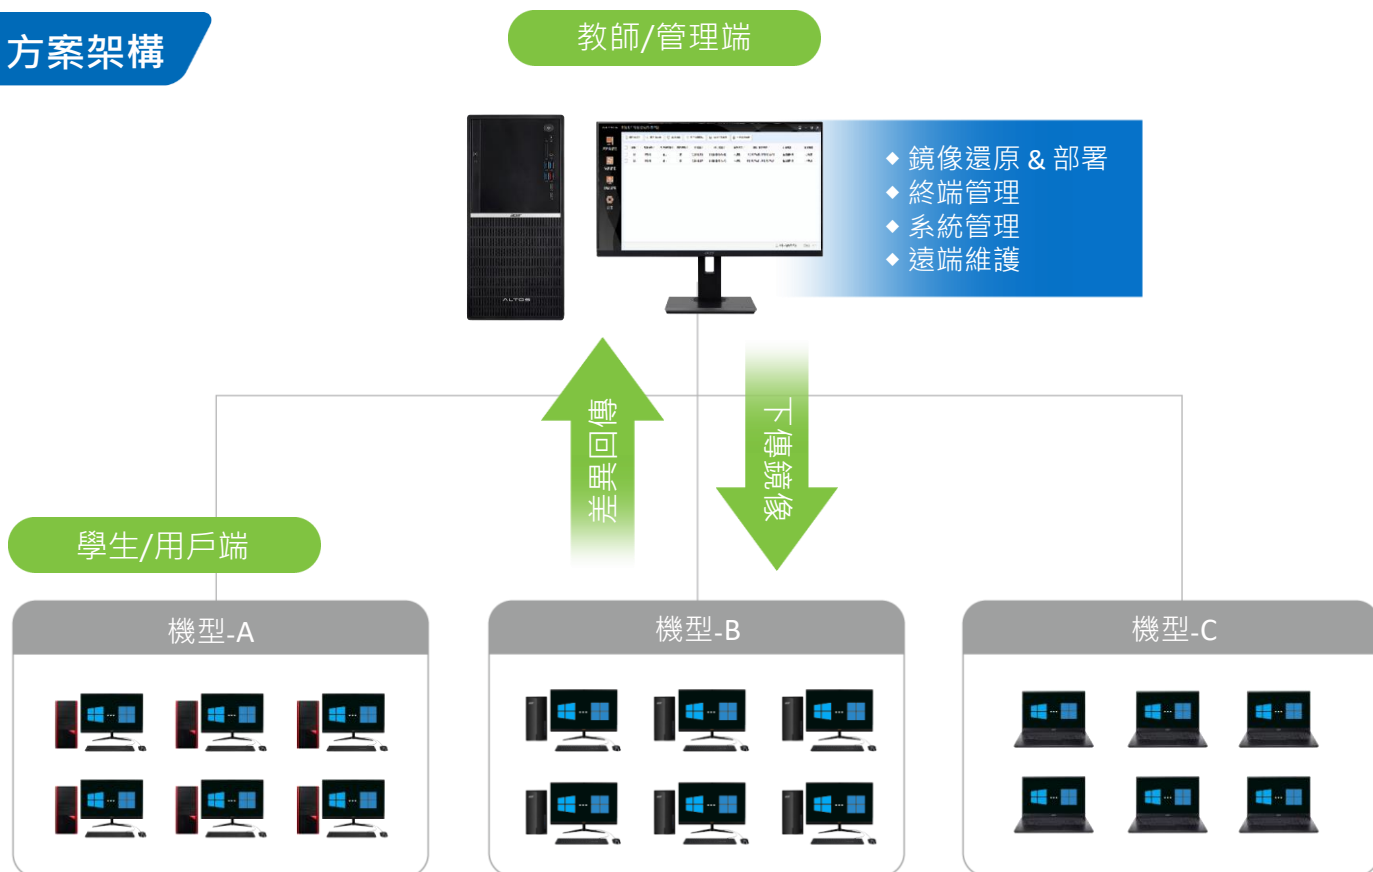 方案架構
教師/管理端
◆ 鏡像還原 & 部署
◆ 終端管理
◆ 系統管理
◆ 遠端維護
ALTOS
差異回傳
下傳鏡像
學生/用戶端
機型-A
機型-B
機型-C